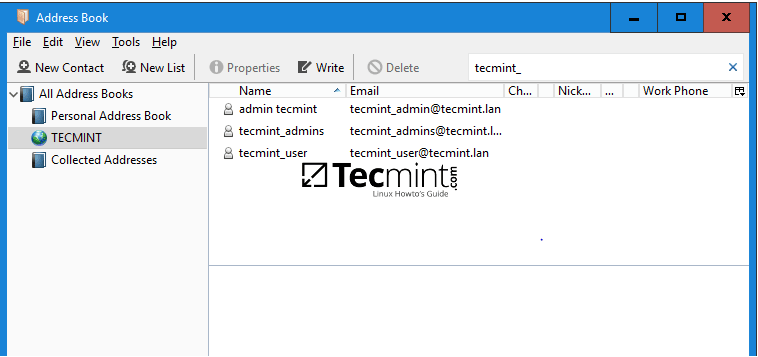 Address Book
File Edit View Tools Help
New Contact New List Properties Write Delete tecmint_
All Address Books
Personal Address Book
TECMINT
Collected Addresses
Name Email Ch... Nick... ... Work Phone
admin tecmint tecmint_admin@tecmint.lan
tecmint_admins tecmint_admins@tecmint.l...
tecmint_user tecmint_user@tecmint.lan
Tecmint.com
Linux Howto's Guide